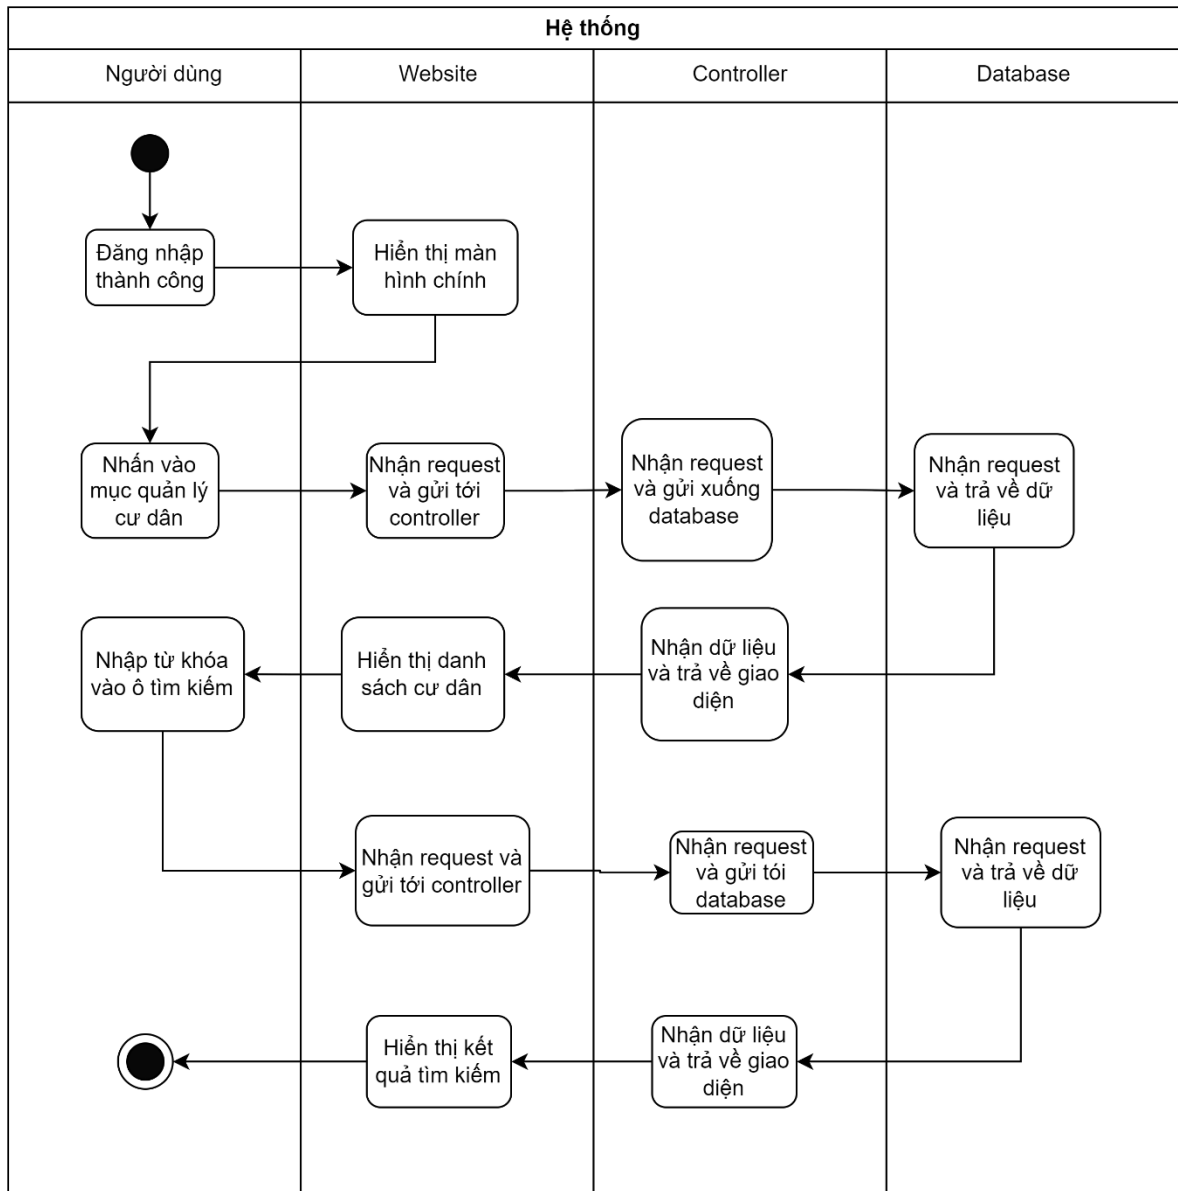 Hệ thống
Người dùng
Website
Controller
Database
Đăng nhập
thành công
Hiển thị màn
hình chính
Nhấn vào
mục quản lý
cư dân
Nhận request
và gửi tới
controller
Nhận request
và gửi xuống
database
Nhận request
và trả về dữ
liệu
Nhập từ khóa
vào ô tìm kiếm
Hiển thị danh
sách cư dân
Nhận dữ liệu
và trả về giao
diện
Nhận request và
gửi tới controller
Nhận request
và gửi tói
database
Nhận request
và trả về dữ
liệu
Hiển thị kết
quả tìm kiếm
Nhận dữ liệu
và trả về giao
diện